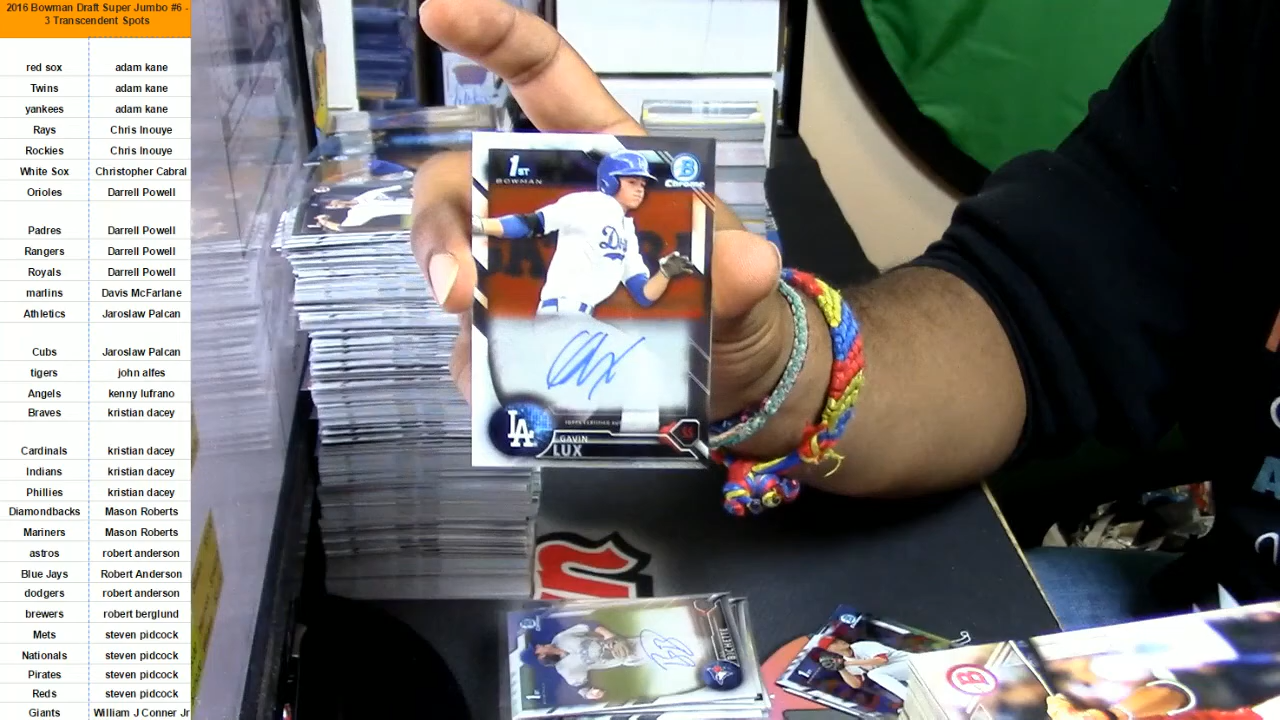 2016 Bowman Draft Super Jumbo #6 -
3 Transcendent Spots
red sox adam kane
Twins adam kane
yankees adam kane
Rays Chris Inouye
Rockies Chris Inouye
White Sox Christopher Cabral
Orioles Darrell Powell
Padres Darrell Powell
Rangers Darrell Powell
Royals Darrell Powell
marlins Davis McFarlane
Athletics Jaroslaw Palcan
Cubs Jaroslaw Palcan
tigers john alfes
Angels kenny lufrano
Braves kristian dacey
Cardinals kristian dacey
Indians kristian dacey
Phillies kristian dacey
Diamondbacks Mason Roberts
Mariners Mason Roberts
astros robert anderson
Blue Jays Robert Anderson
dodgers robert anderson
brewers robert berglund
Mets steven pidcock
Nationals steven pidcock
Pirates steven pidcock
Reds steven pidcock
Giants William J Conner Jr
1ST
BOWMAN
B
Chrome
LA
GAVIN
LUX
SS
BICHETTE
1ST
B